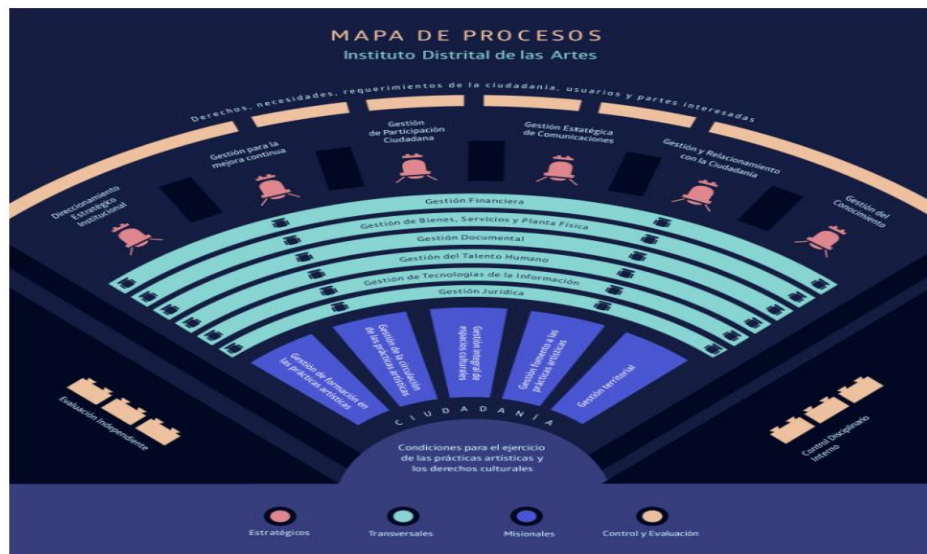 MAPA DE PROCESOS
Instituto Distrital de las Artes
Derechos, necesidades, requerimientos de la ciudadanía, usuarios y partes interesadas
Direccionamiento
Estratégico
Institucional
Gestión para la
mejora continua
Gestión
de Participación
Ciudadana
Gestión Estatégica
de Comunicaciones
Gestión y Relacionamiento
con la Ciudadanía
Gestión del
Conocimiento
Gestión Financiera
Gestión de Bienes, Servicios y Planta Física
Gestión Documental
Gestión del Talento Humano
Gestión de Tecnologías de la Información
Gestión Jurídica
Gestión de formación en
las prácticas artísticas
Gestión de la circulación
de las prácticas artísticas
Gestión integral de
espacios culturales
Gestión fomento a las
prácticas artísticas
Gestión territorial
Evaluación Independiente
Control Disciplinario
Interno
CIUDADANÍA
Condiciones para el ejercicio
de las prácticas artísticas y
los derechos culturales
Estratégicos
Transversales
Misionales
Control y Evaluación